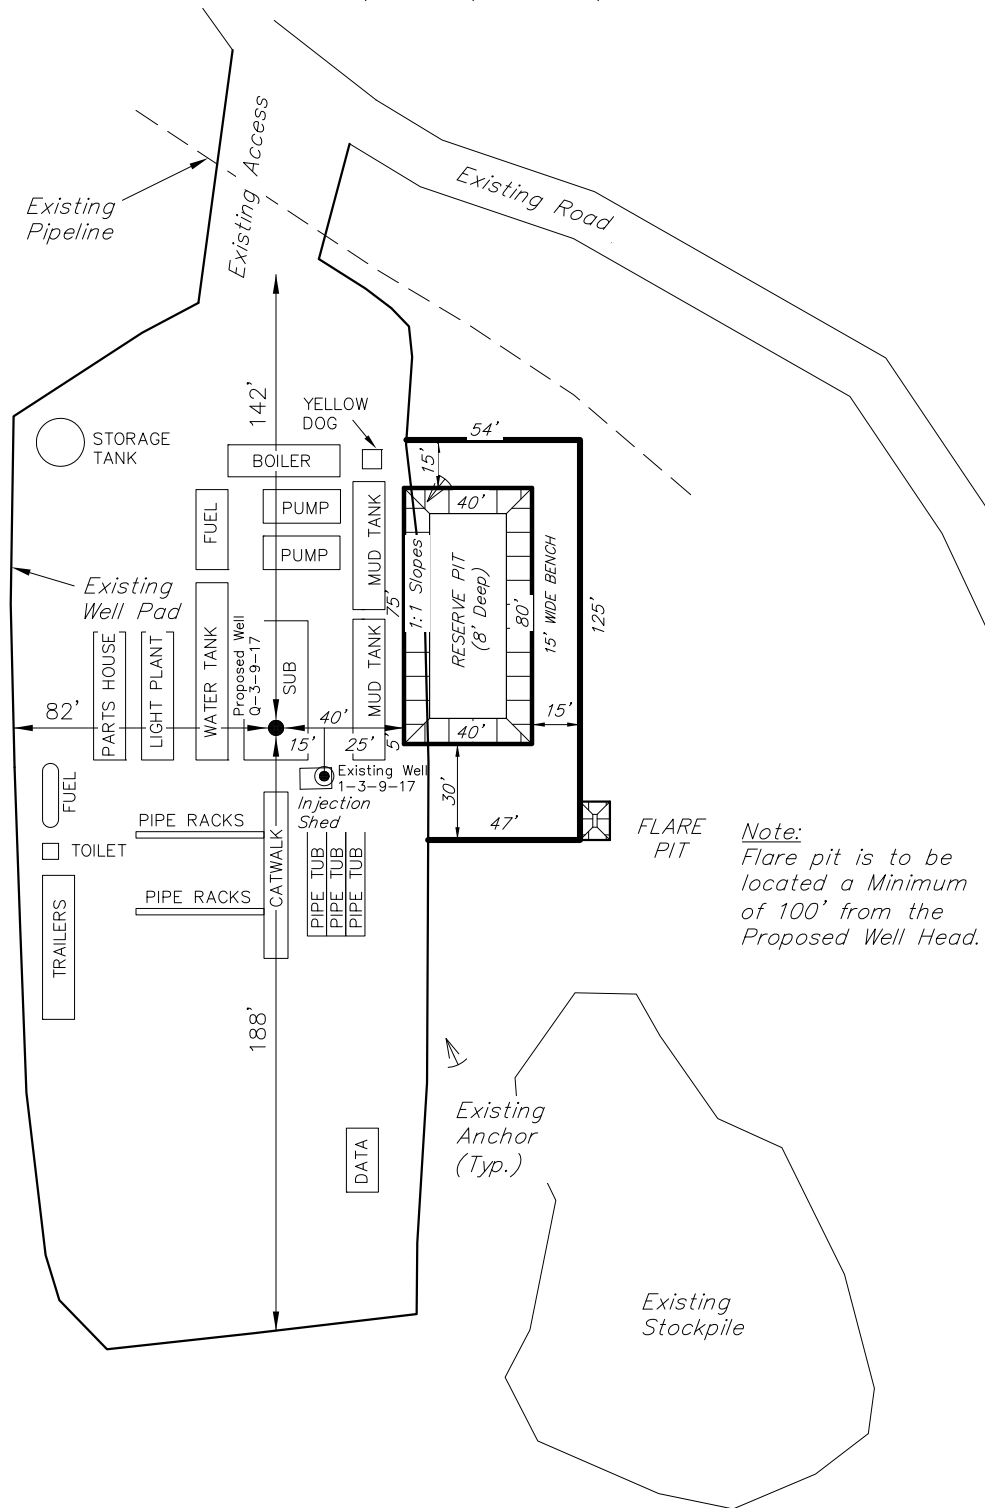 Existing Access
Existing Road
Existing
Pipeline
142'
YELLOW
DOG
54'
STORAGE
TANK
BOILER
15'
40'
FUEL
PUMP
PUMP
MUD TANK
1:1 Slopes
RESERVE PIT
(8' Deep)
80'
15' WIDE BENCH
125'
Existing
Well Pad
75'
PARTS HOUSE
LIGHT PLANT
WATER TANK
Proposed Well
Q-3-9-17
SUB
MUD TANK
82'
40'
15'
25'
5'
40'
15'
Existing Well
1-3-9-17
Injection
Shed
30'
FUEL
PIPE RACKS
47'
FLARE
PIT
TOILET
CATWALK
PIPE TUB
PIPE TUB
PIPE TUB
PIPE RACKS
TRAILERS
Note:
Flare pit is to be
located a Minimum
of 100' from the
Proposed Well Head.
188'
Existing
Anchor
(Typ.)
DATA
Existing
Stockpile